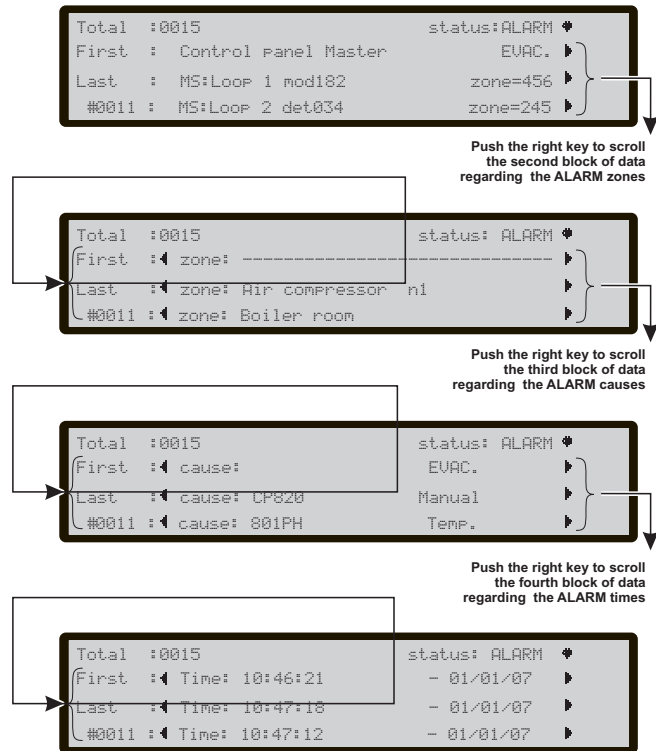 Total :0015 status:ALARM
First : Control panel Master EVAC.
Last : MS:Loop 1 mod182 zone=456
#0011 : MS:Loop 2 det034 zone=245
Push the right key to scroll
the second block of data
regarding the ALARM zones
Total :0015 status: ALARM
First : zone: ------------------------------
Last : zone: Air compressor n1
#0011 : zone: Boiler room
Push the right key to scroll
the third block of data
regarding the ALARM causes
Total :0015 status: ALARM
First : cause: EVAC.
Last : cause: CP820 Manual
#0011 : cause: 801PH Temp.
Push the right key to scroll
the fourth block of data
regarding the ALARM times
Total :0015 status: ALARM
First : Time: 10:46:21 - 01/01/07
Last : Time: 10:47:18 - 01/01/07
#0011 : Time: 10:47:12 - 01/01/07